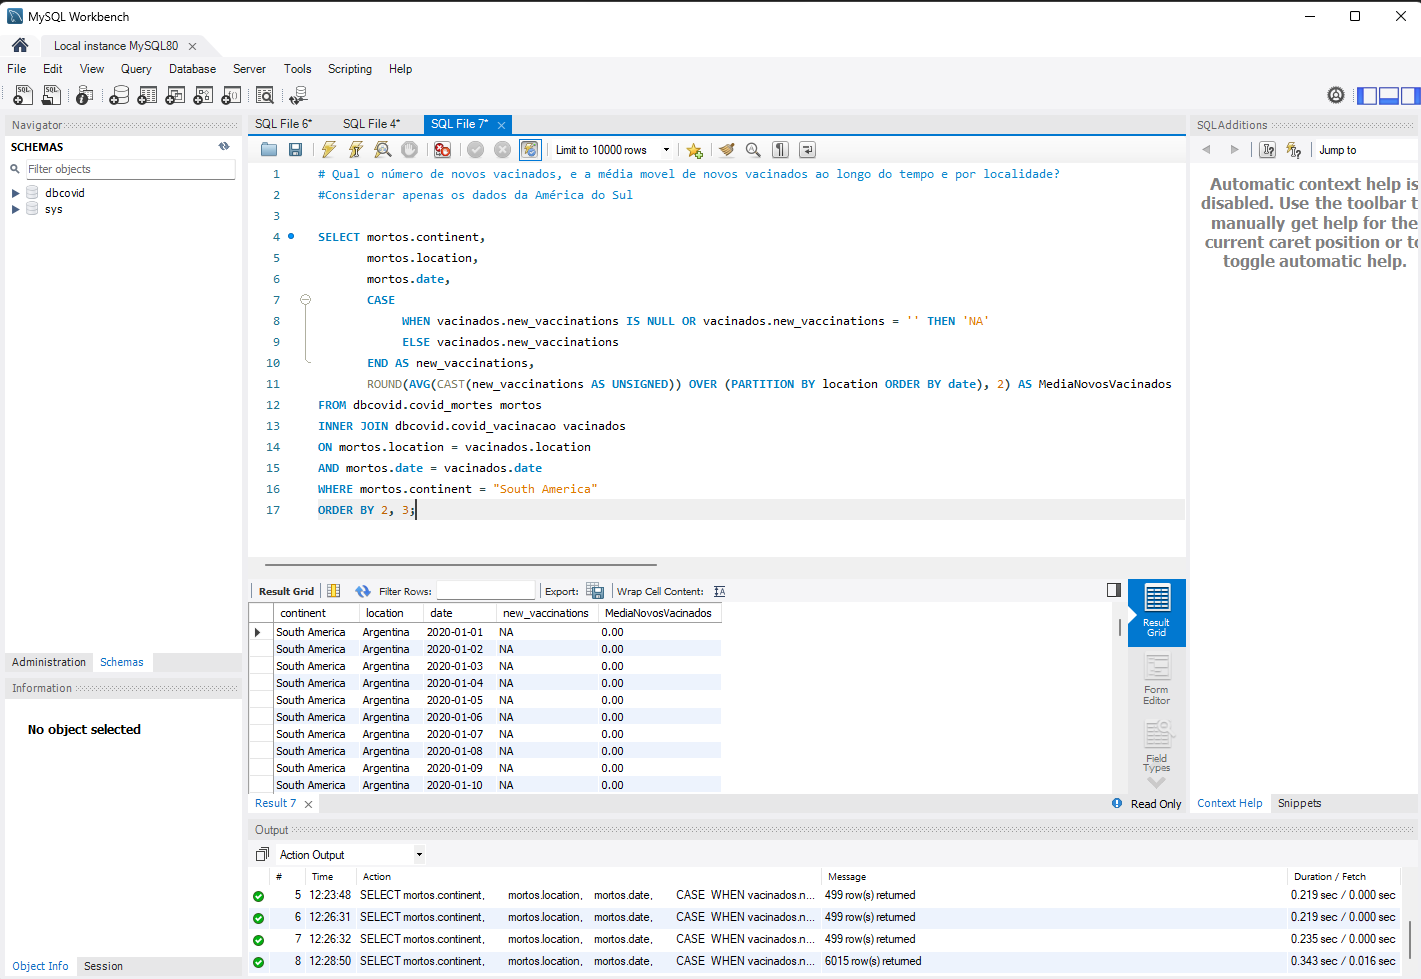 MySQL Workbench
Local instance MySQL80
File Edit View Query Database Server Tools Scripting Help
Navigator
SCHEMAS
Filter objects
dbcovid
sys
Administration Schemas
Information
No object selected
Object Info Session
SQL File 6* SQL File 4* SQL File 7*
Limit to 10000 rows
1 # Qual o número de novos vacinados, e a média movel de novos vacinados ao longo do tempo e por localidade?
2 #Considerar apenas os dados da América do Sul
3
4 SELECT mortos.continent,
5 mortos.location,
6 mortos.date,
7 CASE
8 WHEN vacinados.new_vaccinations IS NULL OR vacinados.new_vaccinations = '' THEN 'NA'
9 ELSE vacinados.new_vaccinations
10 END AS new_vaccinations,
11 ROUND(AVG(CAST(new_vaccinations AS UNSIGNED)) OVER (PARTITION BY location ORDER BY date), 2) AS MediaNovosVacinados
12 FROM dbcovid.covid_mortes mortos
13 INNER JOIN dbcovid.covid_vacinacao vacinados
14 ON mortos.location = vacinados.location
15 AND mortos.date = vacinados.date
16 WHERE mortos.continent = "South America"
17 ORDER BY 2, 3;
Result Grid Filter Rows: Export: Wrap Cell Content:
continent location date new_vaccinations MediaNovosVacinados
South America Argentina 2020-01-01 NA 0.00
South America Argentina 2020-01-02 NA 0.00
South America Argentina 2020-01-03 NA 0.00
South America Argentina 2020-01-04 NA 0.00
South America Argentina 2020-01-05 NA 0.00
South America Argentina 2020-01-06 NA 0.00
South America Argentina 2020-01-07 NA 0.00
South America Argentina 2020-01-08 NA 0.00
South America Argentina 2020-01-09 NA 0.00
South America Argentina 2020-01-10 NA 0.00
Result 7
Result
Grid
Form
Editor
Field
Types
Read Only
SQLAdditions
Jump to
Automatic context help is
disabled. Use the toolbar t
manually get help for the
current caret position or to
toggle automatic help.
Context Help Snippets
Output
Action Output
# Time Action Message Duration / Fetch
5 12:23:48 SELECT mortos.continent, mortos.location, mortos.date, CASE WHEN vacinados.n... 499 row(s) returned 0.219 sec / 0.000 sec
6 12:26:31 SELECT mortos.continent, mortos.location, mortos.date, CASE WHEN vacinados.n... 499 row(s) returned 0.219 sec / 0.000 sec
7 12:26:32 SELECT mortos.continent, mortos.location, mortos.date, CASE WHEN vacinados.n... 499 row(s) returned 0.235 sec / 0.000 sec
8 12:28:50 SELECT mortos.continent, mortos.location, mortos.date, CASE WHEN vacinados.n... 6015 row(s) returned 0.343 sec / 0.016 sec